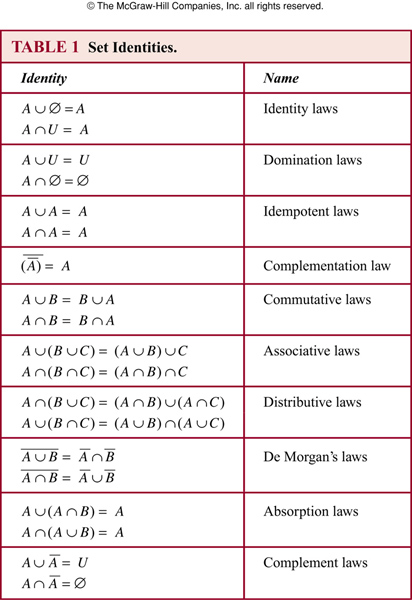 © The McGraw-Hill Companies, Inc. all rights reserved.
TABLE 1 Set Identities.
Identity Name
A ∪ ∅ = A Identity laws
A ∩ U = A
A ∪ U = U Domination laws
A ∩ ∅ = ∅
A ∪ A = A Idempotent laws
A ∩ A = A
(A̅)̅ = A Complementation law
A ∪ B = B ∪ A Commutative laws
A ∩ B = B ∩ A
A ∪ (B ∪ C) = (A ∪ B) ∪ C Associative laws
A ∩ (B ∩ C) = (A ∩ B) ∩ C
A ∩ (B ∪ C) = (A ∩ B) ∪ (A ∩ C) Distributive laws
A ∪ (B ∩ C) = (A ∪ B) ∩ (A ∪ C)
A̅ ̅∪̅ ̅B̅ = A̅ ∩ B̅ De Morgan's laws
A̅ ̅∩̅ ̅B̅ = A̅ ∪ B̅
A ∪ (A ∩ B) = A Absorption laws
A ∩ (A ∪ B) = A
A ∪ A̅ = U Complement laws
A ∩ A̅ = ∅